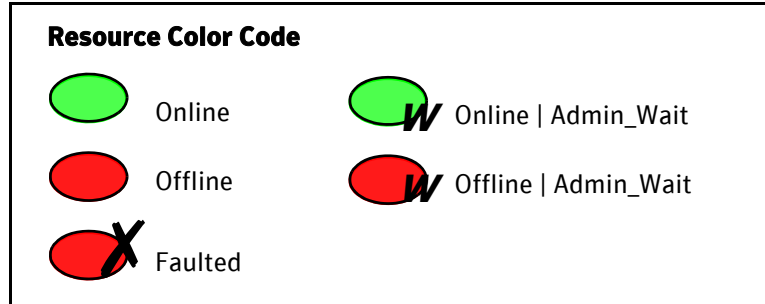 Resource Color Code
Online
W Online | Admin_Wait
Offline
W Offline | Admin_Wait
X Faulted